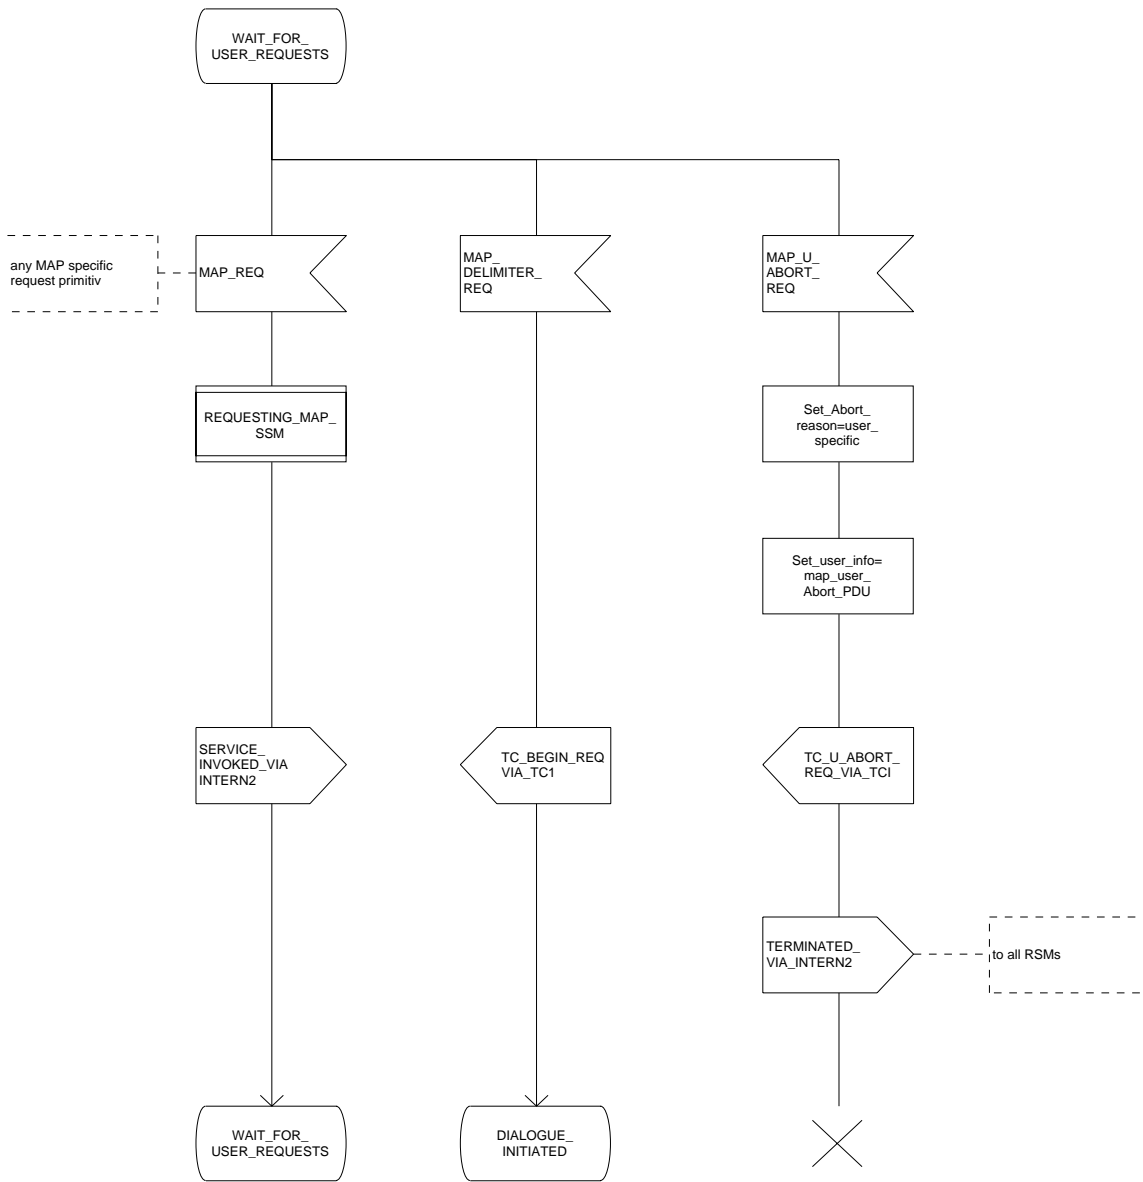 WAIT_FOR_
USER_REQUESTS
any MAP specific
request primitiv
MAP_REQ
MAP_
DELIMITER_
REQ
MAP_U_
ABORT_
REQ
REQUESTING_MAP_
SSM
Set_Abort_
reason=user_
specific
Set_user_info=
map_user_
Abort_PDU
SERVICE_
INVOKED_VIA
INTERN2
TC_BEGIN_REQ
VIA_TC1
TC_U_ABORT_
REQ_VIA_TCI
TERMINATED_
VIA_INTERN2
to all RSMs
WAIT_FOR_
USER_REQUESTS
DIALOGUE_
INITIATED